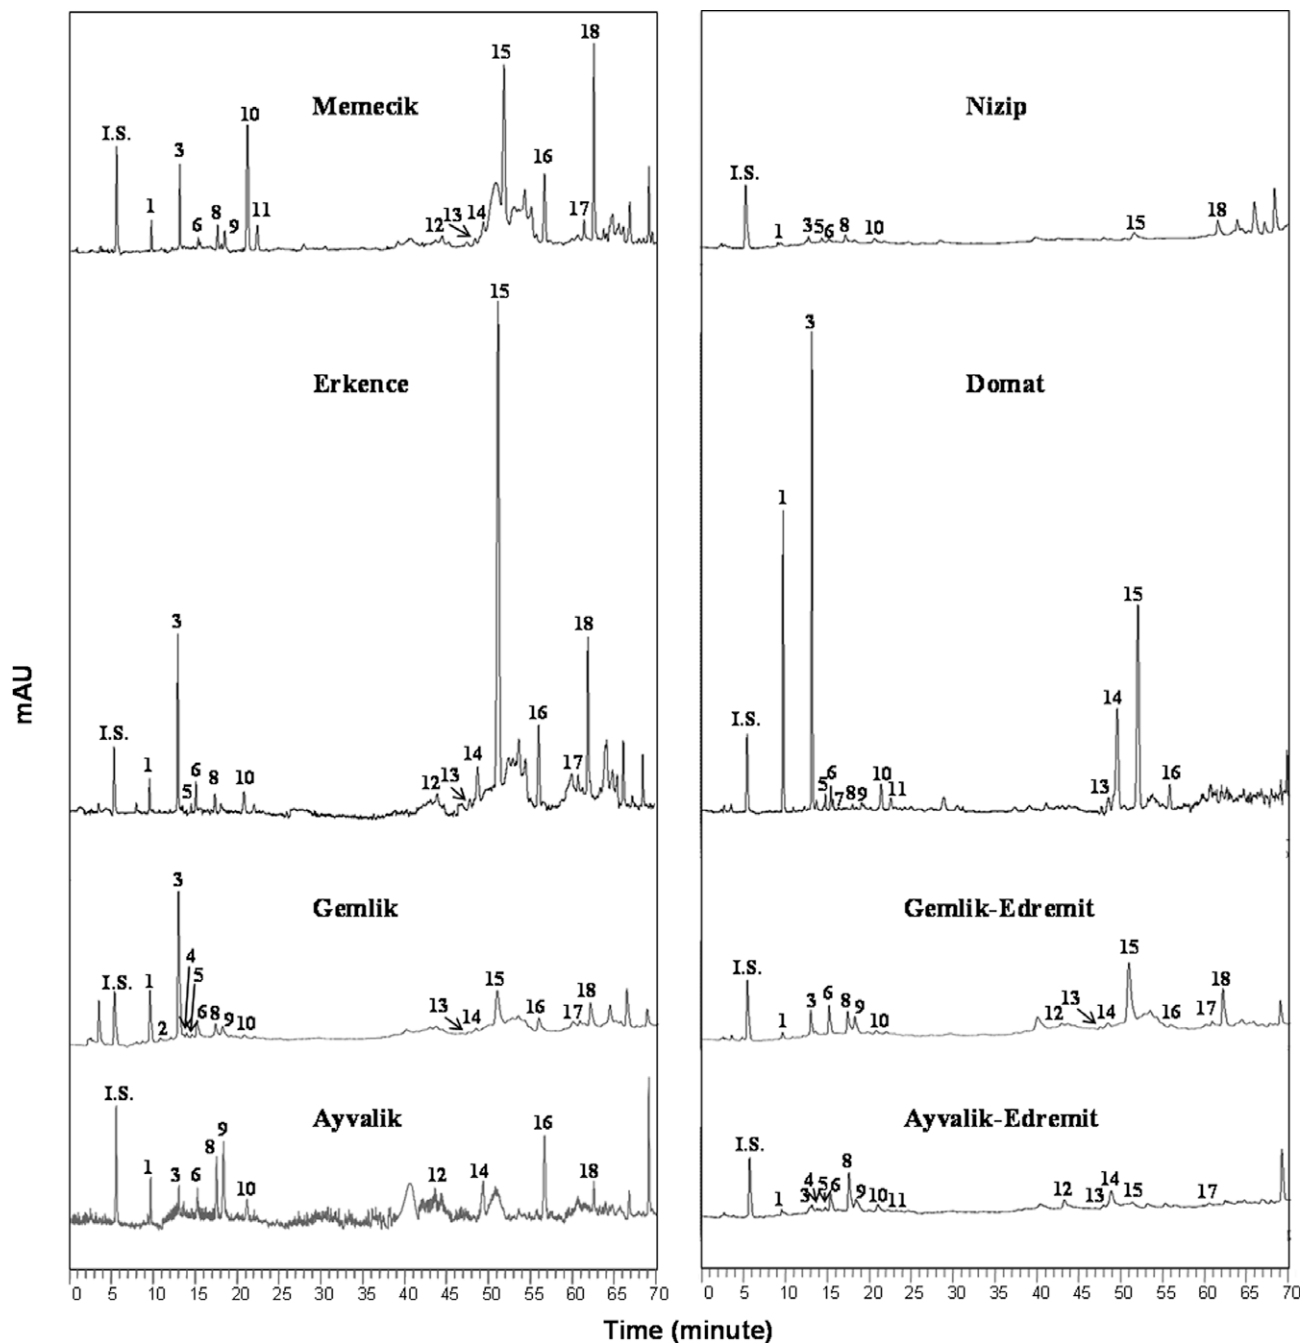 Memecik
I.S. 1 3 6 8 9 10 11 12 13 14 15 16 17 18
Erkence
I.S. 1 3 5 6 8 10 12 13 14 15 16 17 18
Gemlik
I.S. 1 2 3 4 5 6 8 9 10 13 14 15 16 17 18
Ayvalik
I.S. 1 3 6 8 9 10 12 14 16 18
0 5 10 15 20 25 30 35 40 45 50 55 60 65 70
Nizip
I.S. 1 3 5 6 8 10 15 18
Domat
I.S. 1 3 5 6 7 8 9 10 11 13 14 15 16
Gemlik-Edremit
I.S. 1 3 6 8 9 10 12 13 14 15 16 17 18
Ayvalik-Edremit
I.S. 1 3 4 5 6 8 9 10 11 12 13 14 15 17
0 5 10 15 20 25 30 35 40 45 50 55 60 65 70
mAU
Time (minute)